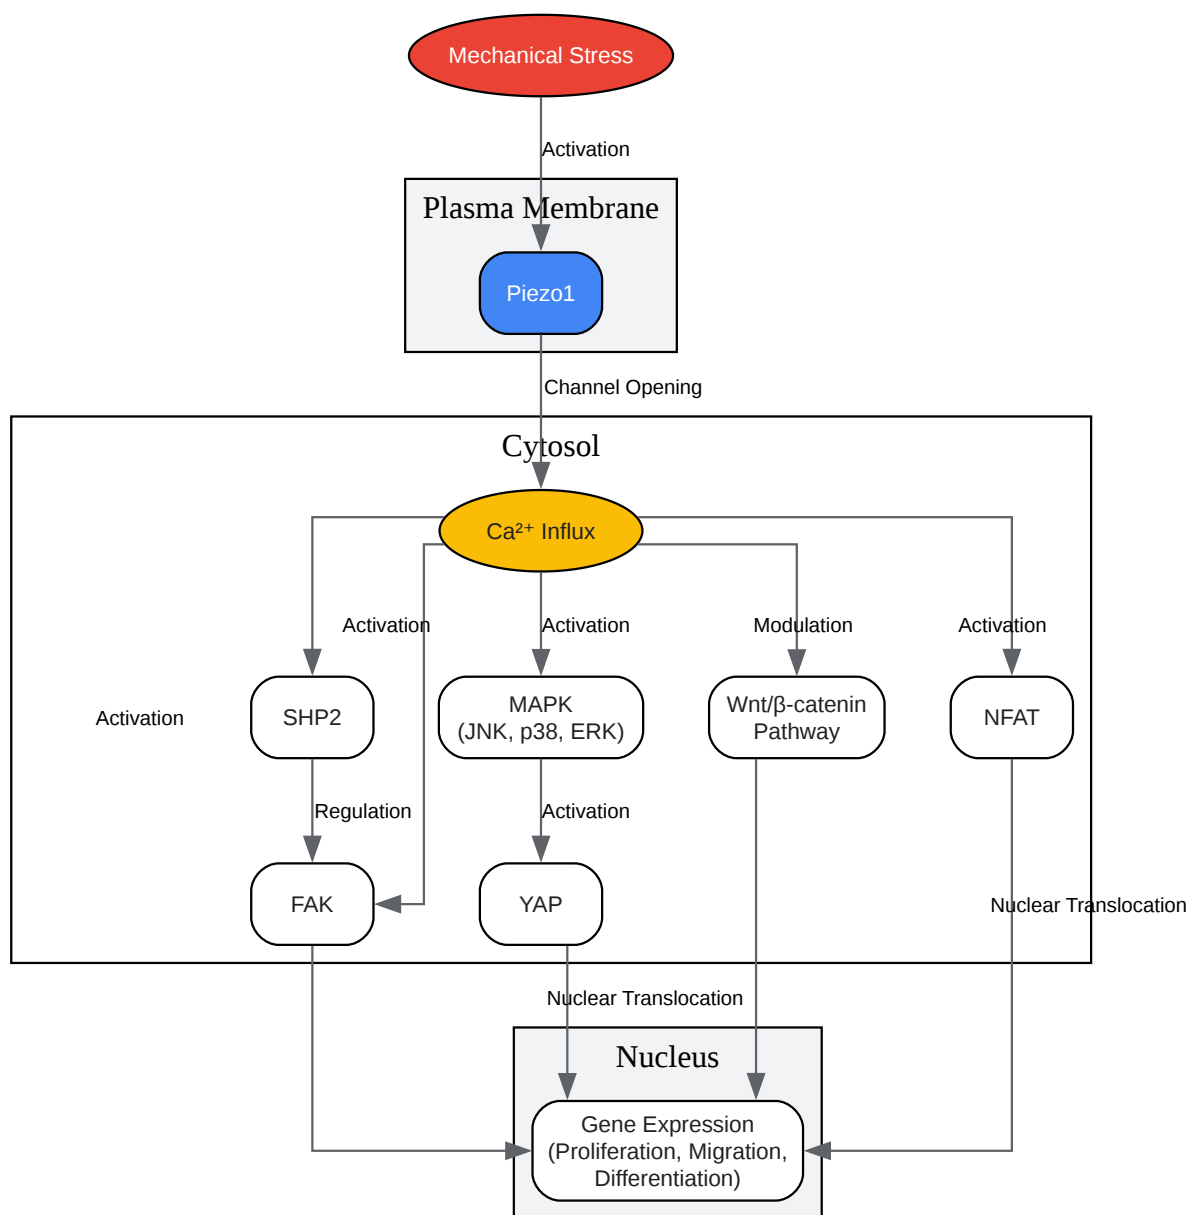 Mechanical Stress
Activation
Plasma Membrane
Piezo1
Channel Opening
Cytosol
Ca²⁺ Influx
Activation
Activation
Modulation
Activation
Activation
SHP2
MAPK
(JNK, p38, ERK)
Wnt/β-catenin
Pathway
NFAT
Regulation
Activation
FAK
YAP
Nuclear Translocation
Nuclear Translocation
Nucleus
Gene Expression
(Proliferation, Migration,
Differentiation)